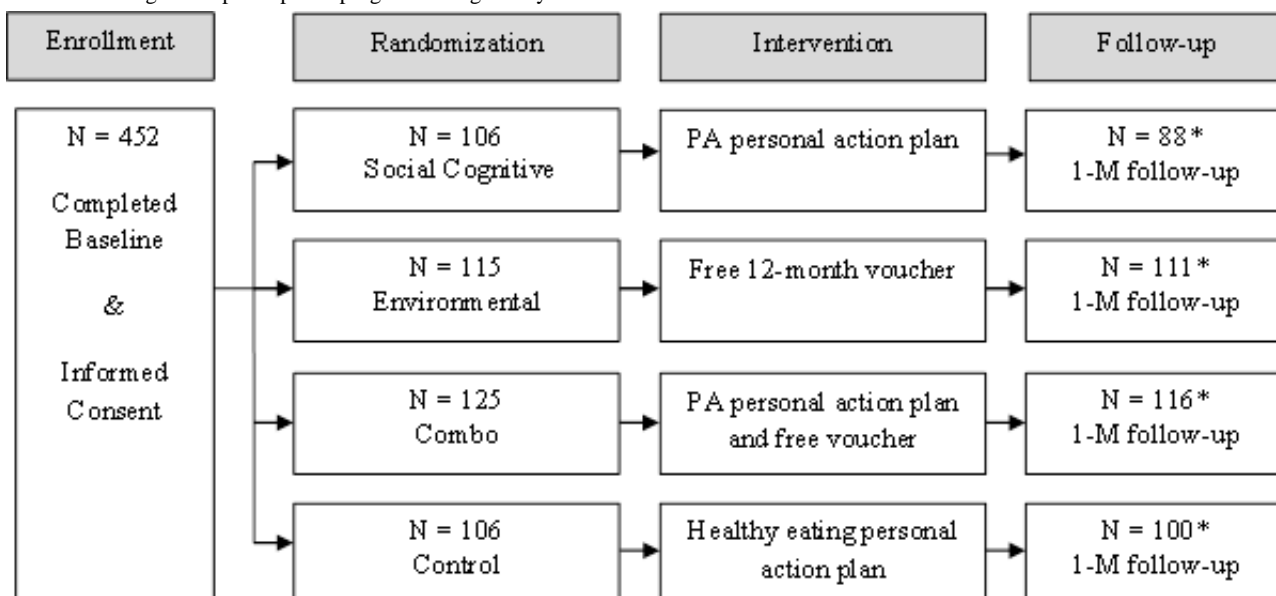 Enrollment
Randomization
Intervention
Follow-up
N = 452
Completed
Baseline
&
Informed
Consent
N = 106
Social Cognitive
PA personal action plan
N = 88*
1-M follow-up
N = 115
Environmental
Free 12-month voucher
N = 111*
1-M follow-up
N = 125
Combo
PA personal action plan
and free voucher
N = 116*
1-M follow-up
N = 106
Control
Healthy eating personal
action plan
N = 100*
1-M follow-up